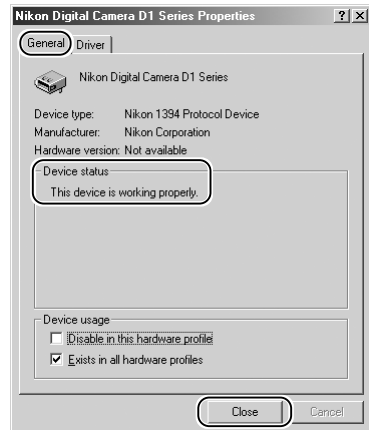 Nikon Digital Camera D1 Series Properties
General Driver
Nikon Digital Camera D1 Series
Device type: Nikon 1394 Protocol Device
Manufacturer: Nikon Corporation
Hardware version: Not available
Device status
This device is working properly.
Device usage
Disable in this hardware profile
Exists in all hardware profiles
Close Cancel